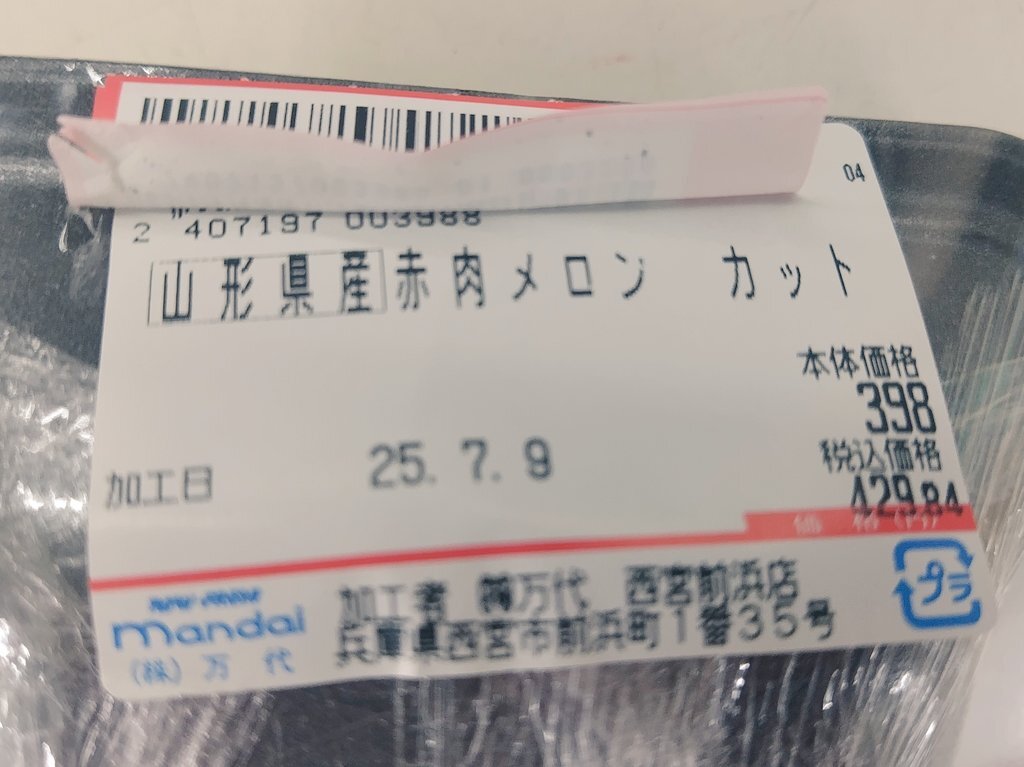 04
2 407197 003988
山形県産赤肉メロン カット
本体価格
398
税込価格
429.84
加工日 25. 7. 9
価 格(円)
プラ
mandai
(株) 万 代
加工者 ㈱万代 西宮前浜店
兵庫県西宮市前浜町1番35号